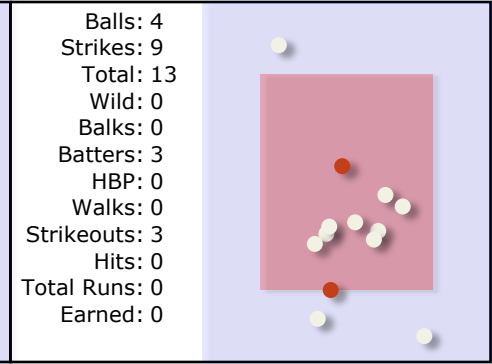 Balls: 4
Strikes: 9
Total: 13
Wild: 0
Balks: 0
Batters: 3
HBP: 0
Walks: 0
Strikeouts: 3
Hits: 0
Total Runs: 0
Earned: 0